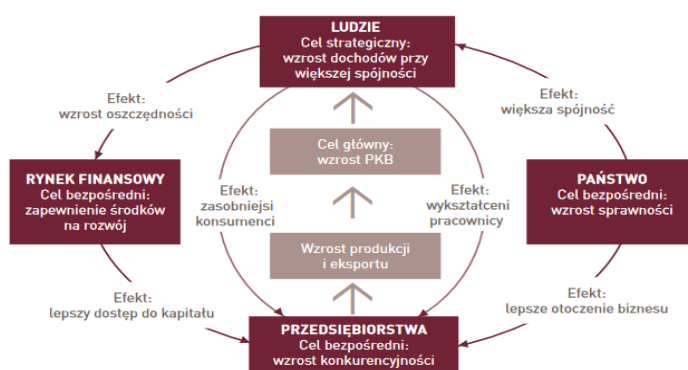 LUDZIE
Cel strategiczny:
wzrost dochodów przy
większej spójności
Efekt:
wzrost oszczędności
Efekt:
większa spójność
Cel główny:
wzrost PKB
RYNEK FINANSOWY
Cel bezpośredni:
zapewnienie środków
na rozwój
Efekt:
zasobniejsi
konsumenci
Efekt:
wykształceni
pracownicy
PAŃSTWO
Cel bezpośredni:
wzrost sprawności
Wzrost produkcji
i eksportu
Efekt:
lepszy dostęp do kapitału
Efekt:
lepsze otoczenie biznesu
PRZEDSIĘBIORSTWA
Cel bezpośredni:
wzrost konkurencyjności